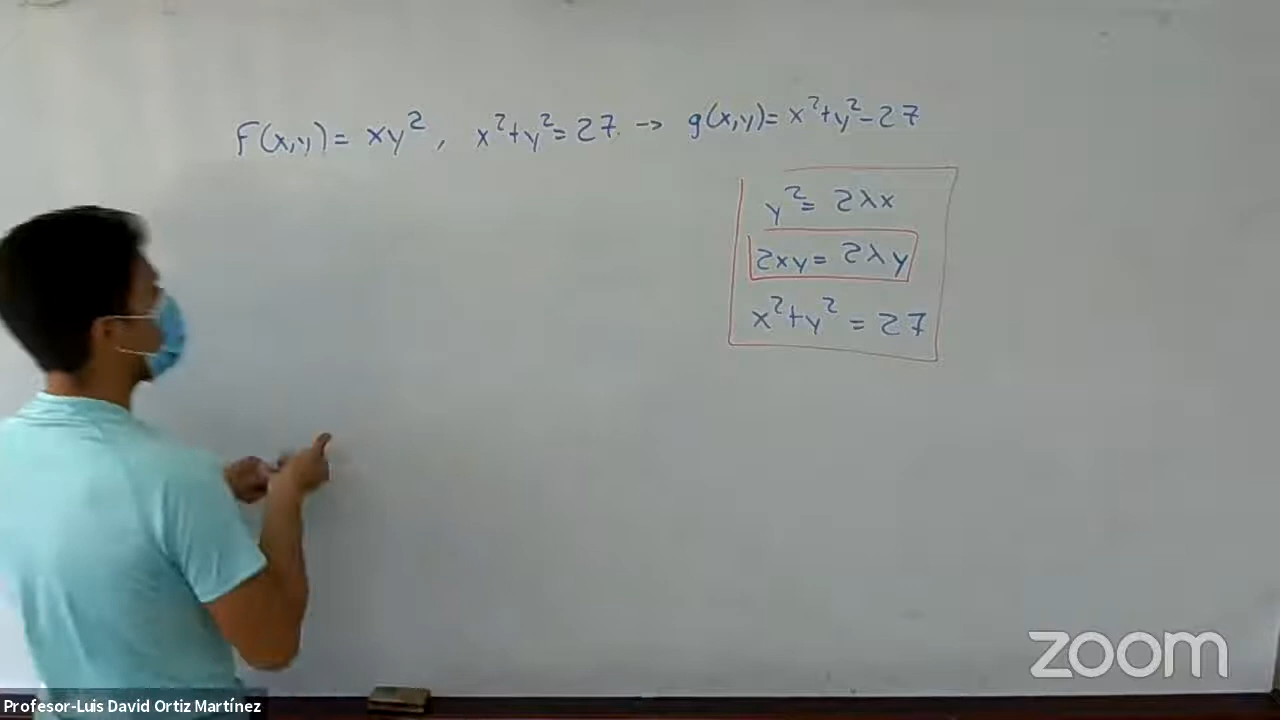 F(x,y)= xy², x²+y²=27. → g(x,y)= x²+y²-27
y²= 2λx
2xy= 2λy
x²+y² = 27
zoom
Profesor-Luis David Ortiz Martínez